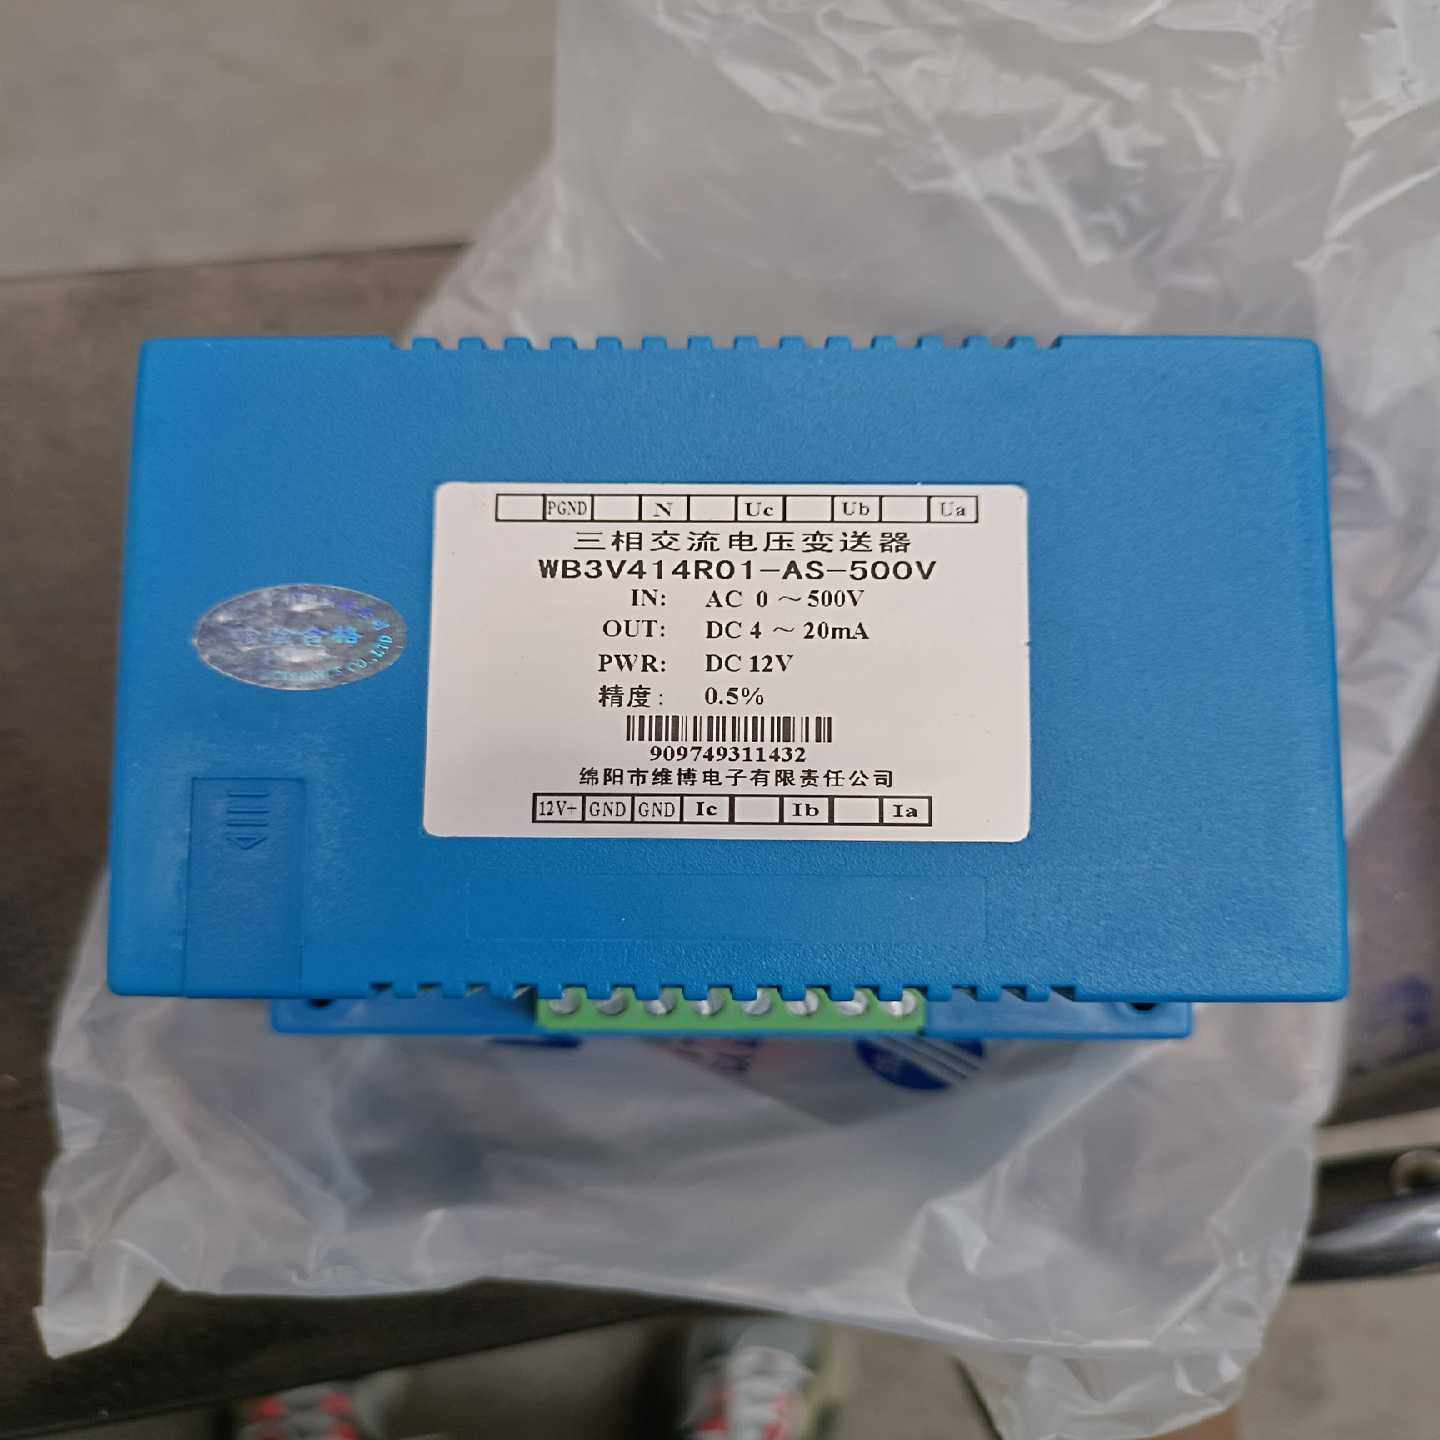 PGND N Uc Ub Ua
三相交流电压变送器
WB3V414R01-AS-500V
IN: AC 0～500V
OUT: DC 4～20mA
PWR: DC 12V
精度: 0.5%
909749311432
绵阳市维博电子有限责任公司
12V+ GND GND Ic Ib Ia
合格